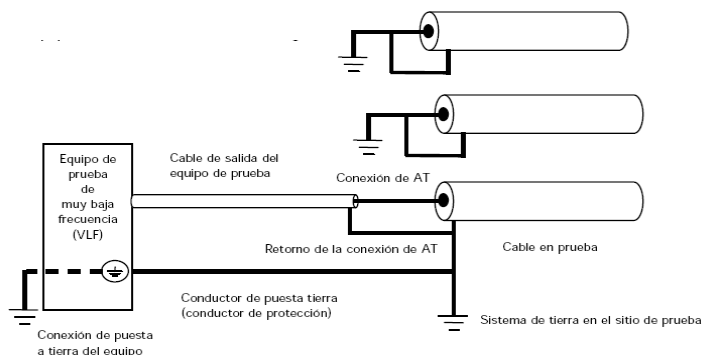 Equipo de
prueba
de
muy baja
frecuencia
(VLF)
Cable de salida del
equipo de prueba
Conexión de AT
Retorno de la conexión de AT
Cable en prueba
Conductor de puesta tierra
(conductor de protección)
Sistema de tierra en el sitio de prueba
Conexión de puesta
a tierra del equipo